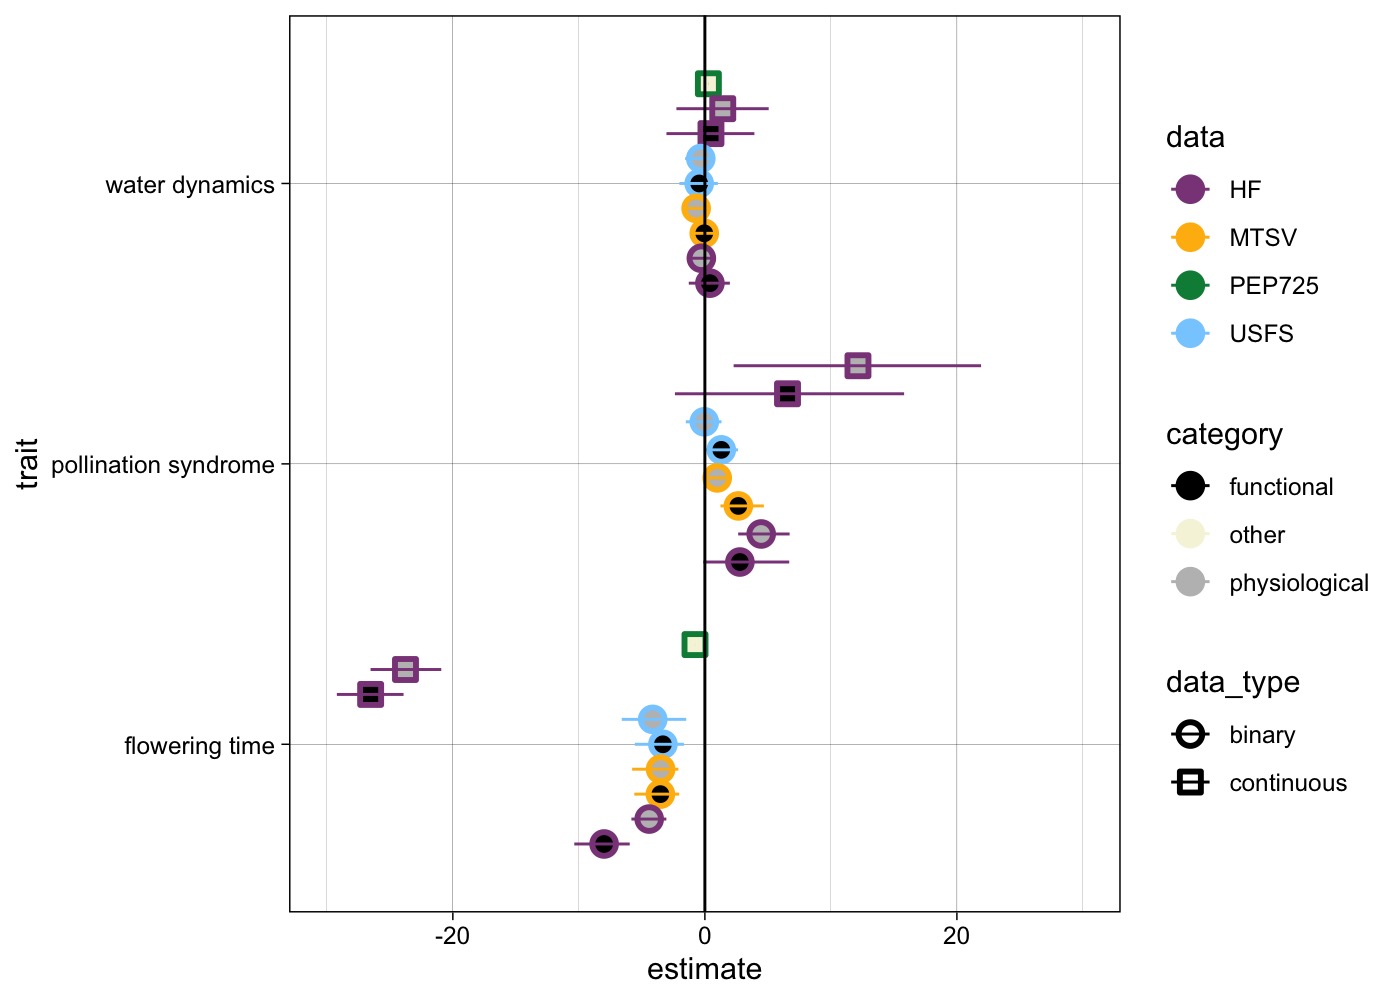 water dynamics
pollination syndrome
flowering time
trait
-20
0
20
estimate
data
HF
MTSV
PEP725
USFS
category
functional
other
physiological
data_type
binary
continuous